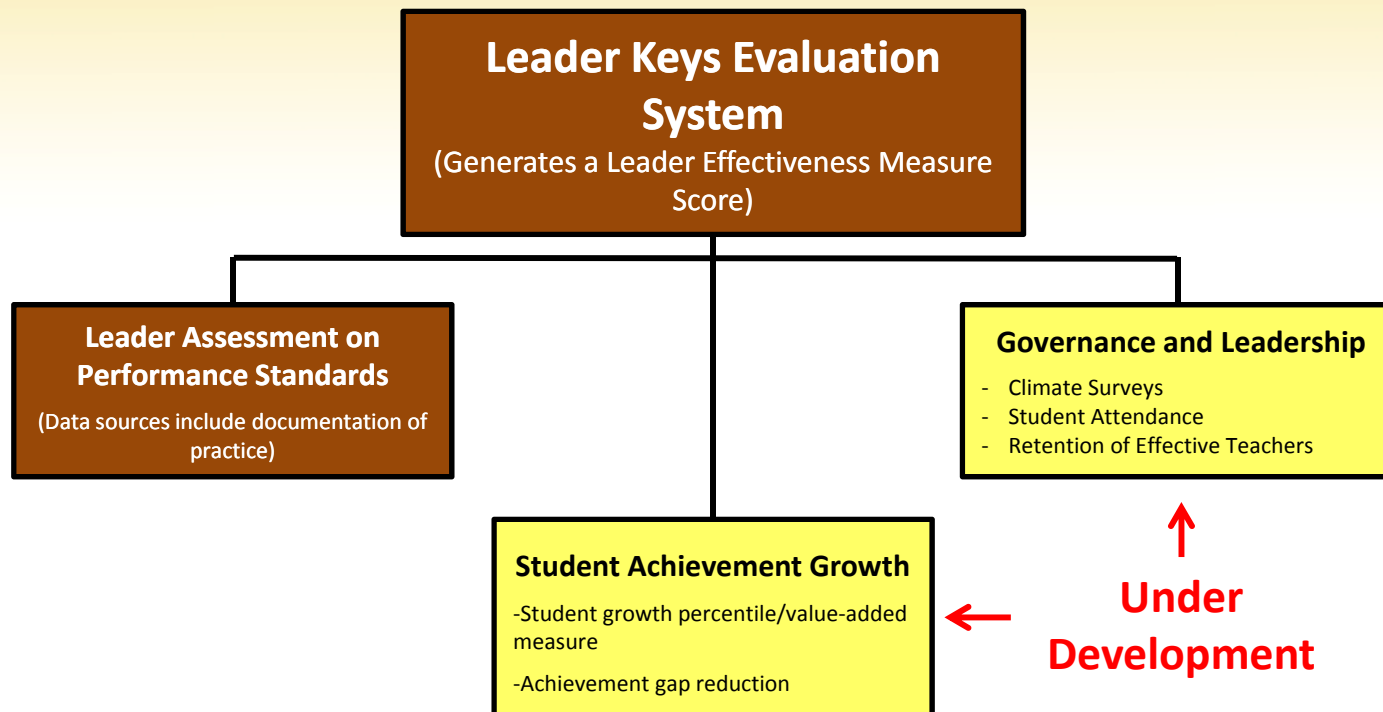 Leader Keys Evaluation
System
(Generates a Leader Effectiveness Measure
Score)
Leader Assessment on
Performance Standards
(Data sources include documentation of
practice)
Governance and Leadership
- Climate Surveys
- Student Attendance
- Retention of Effective Teachers
Student Achievement Growth
-Student growth percentile/value-added
measure
-Achievement gap reduction
Under
Development